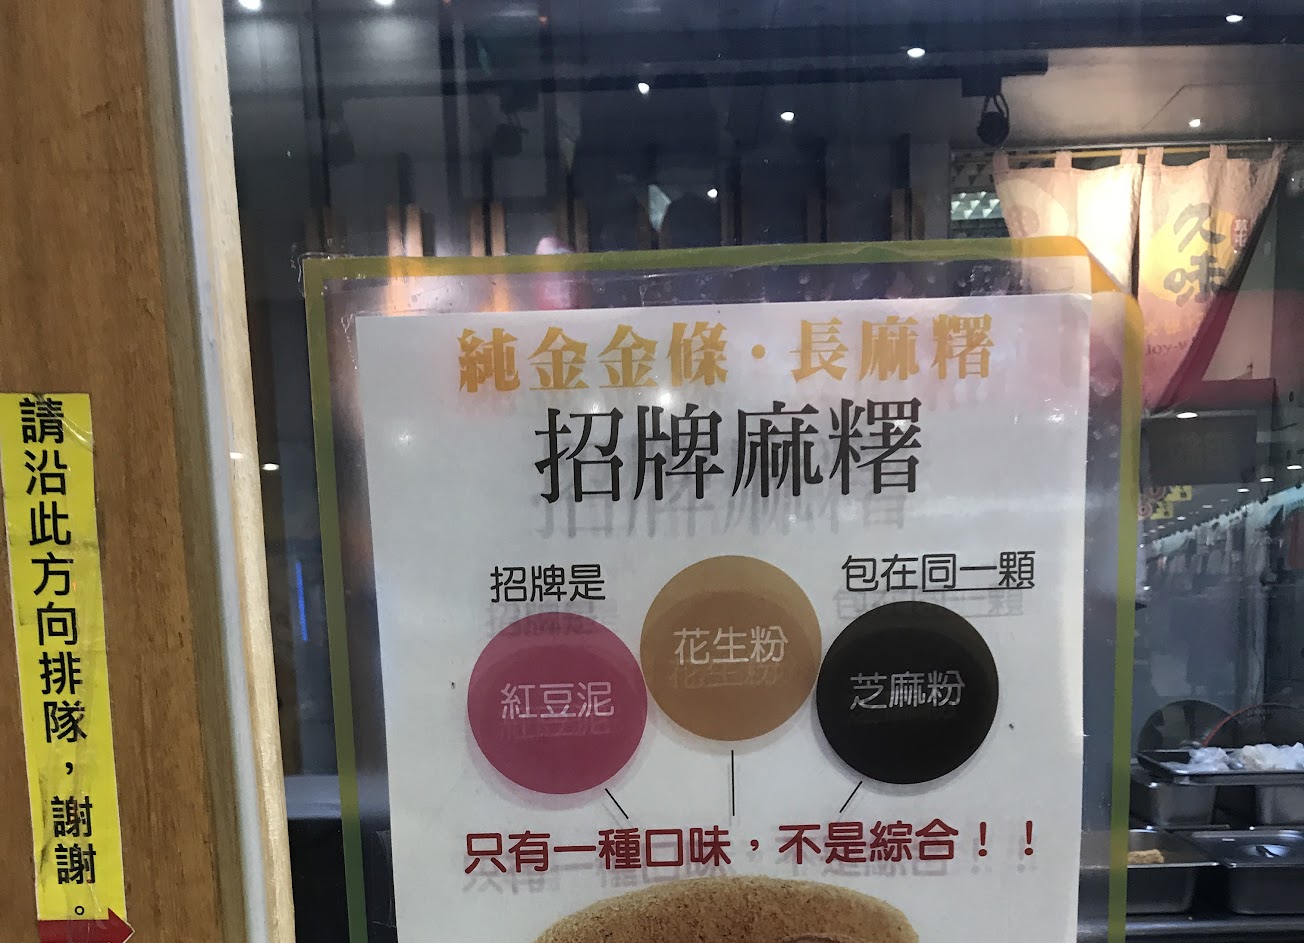 純金金條·長麻糬
招牌麻糬
招牌是
包在同一顆
紅豆泥
花生粉
芝麻粉
只有一種口味，不是綜合！！
請沿此方向排隊，謝謝。
久味